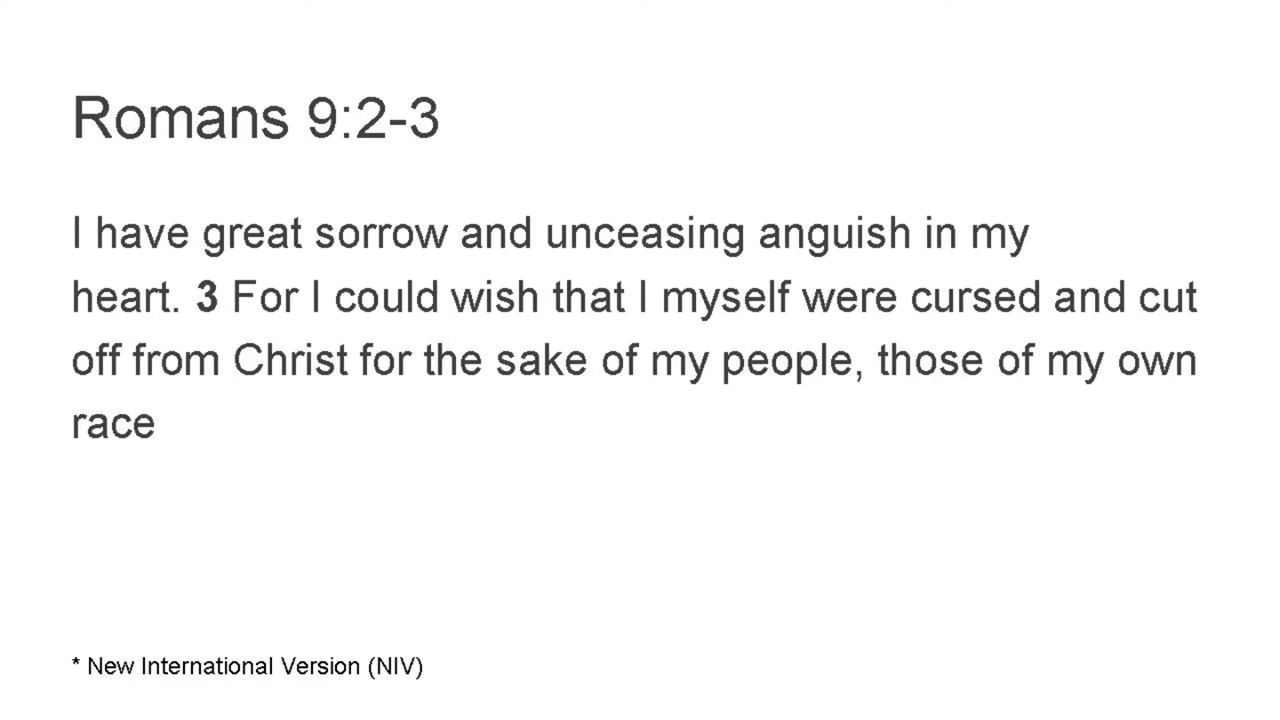 Romans 9:2-3
I have great sorrow and unceasing anguish in my
heart. 3 For I could wish that I myself were cursed and cut
off from Christ for the sake of my people, those of my own
race
* New International Version (NIV)